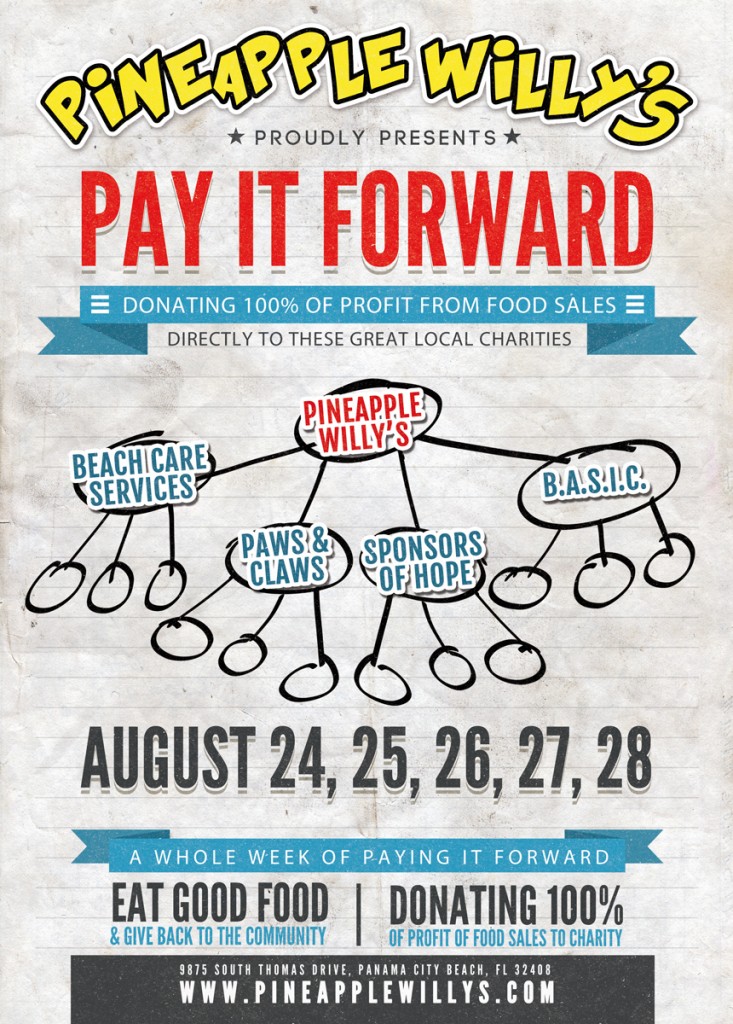 PINEAPPLE WILLY'S
★ PROUDLY PRESENTS ★
PAY IT FORWARD
DONATING 100% OF PROFIT FROM FOOD SALES
DIRECTLY TO THESE GREAT LOCAL CHARITIES
PINEAPPLE
WILLY'S
BEACH CARE
SERVICES
B.A.S.I.C.
PAWS &
CLAWS
SPONSORS
OF HOPE
AUGUST 24, 25, 26, 27, 28
A WHOLE WEEK OF PAYING IT FORWARD
EAT GOOD FOOD
& GIVE BACK TO THE COMMUNITY
DONATING 100%
OF PROFIT OF FOOD SALES TO CHARITY
9875 SOUTH THOMAS DRIVE, PANAMA CITY BEACH, FL 32408
WWW.PINEAPPLEWILLYS.COM